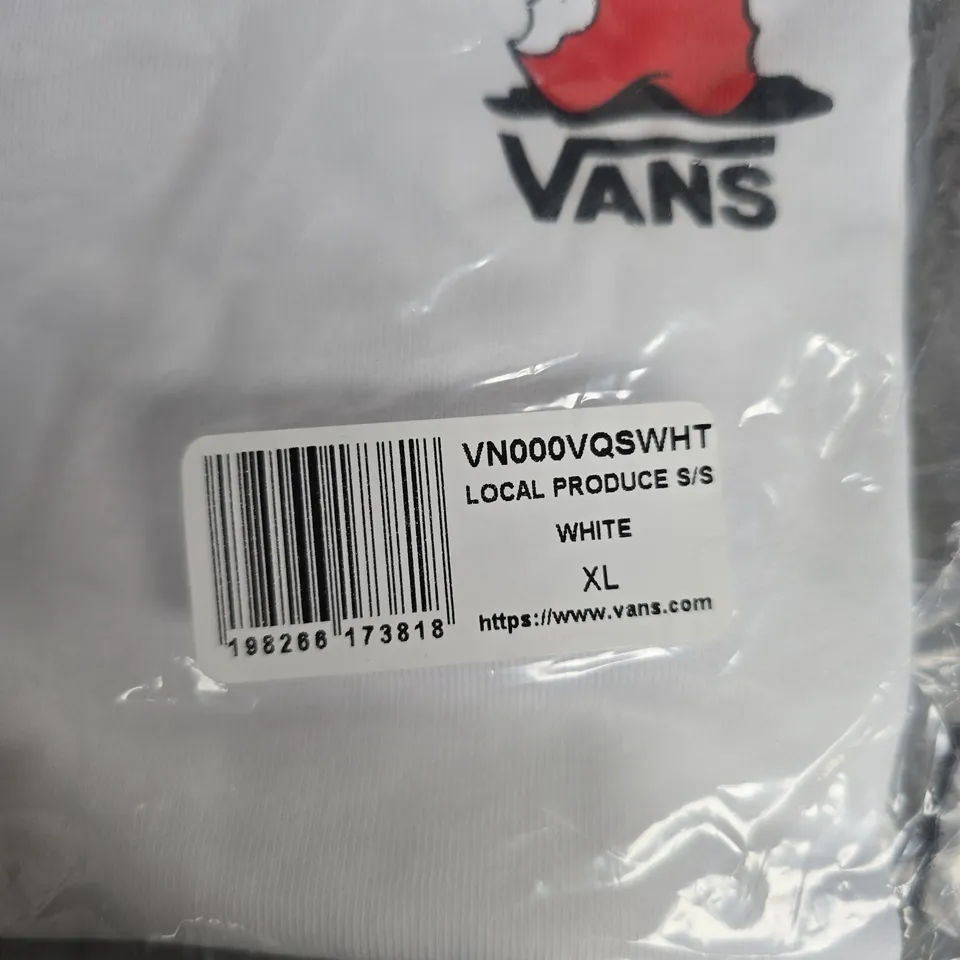 VANS
VN000VQSWHT
LOCAL PRODUCE S/S
WHITE
XL
https://www.vans.com
198266 173818